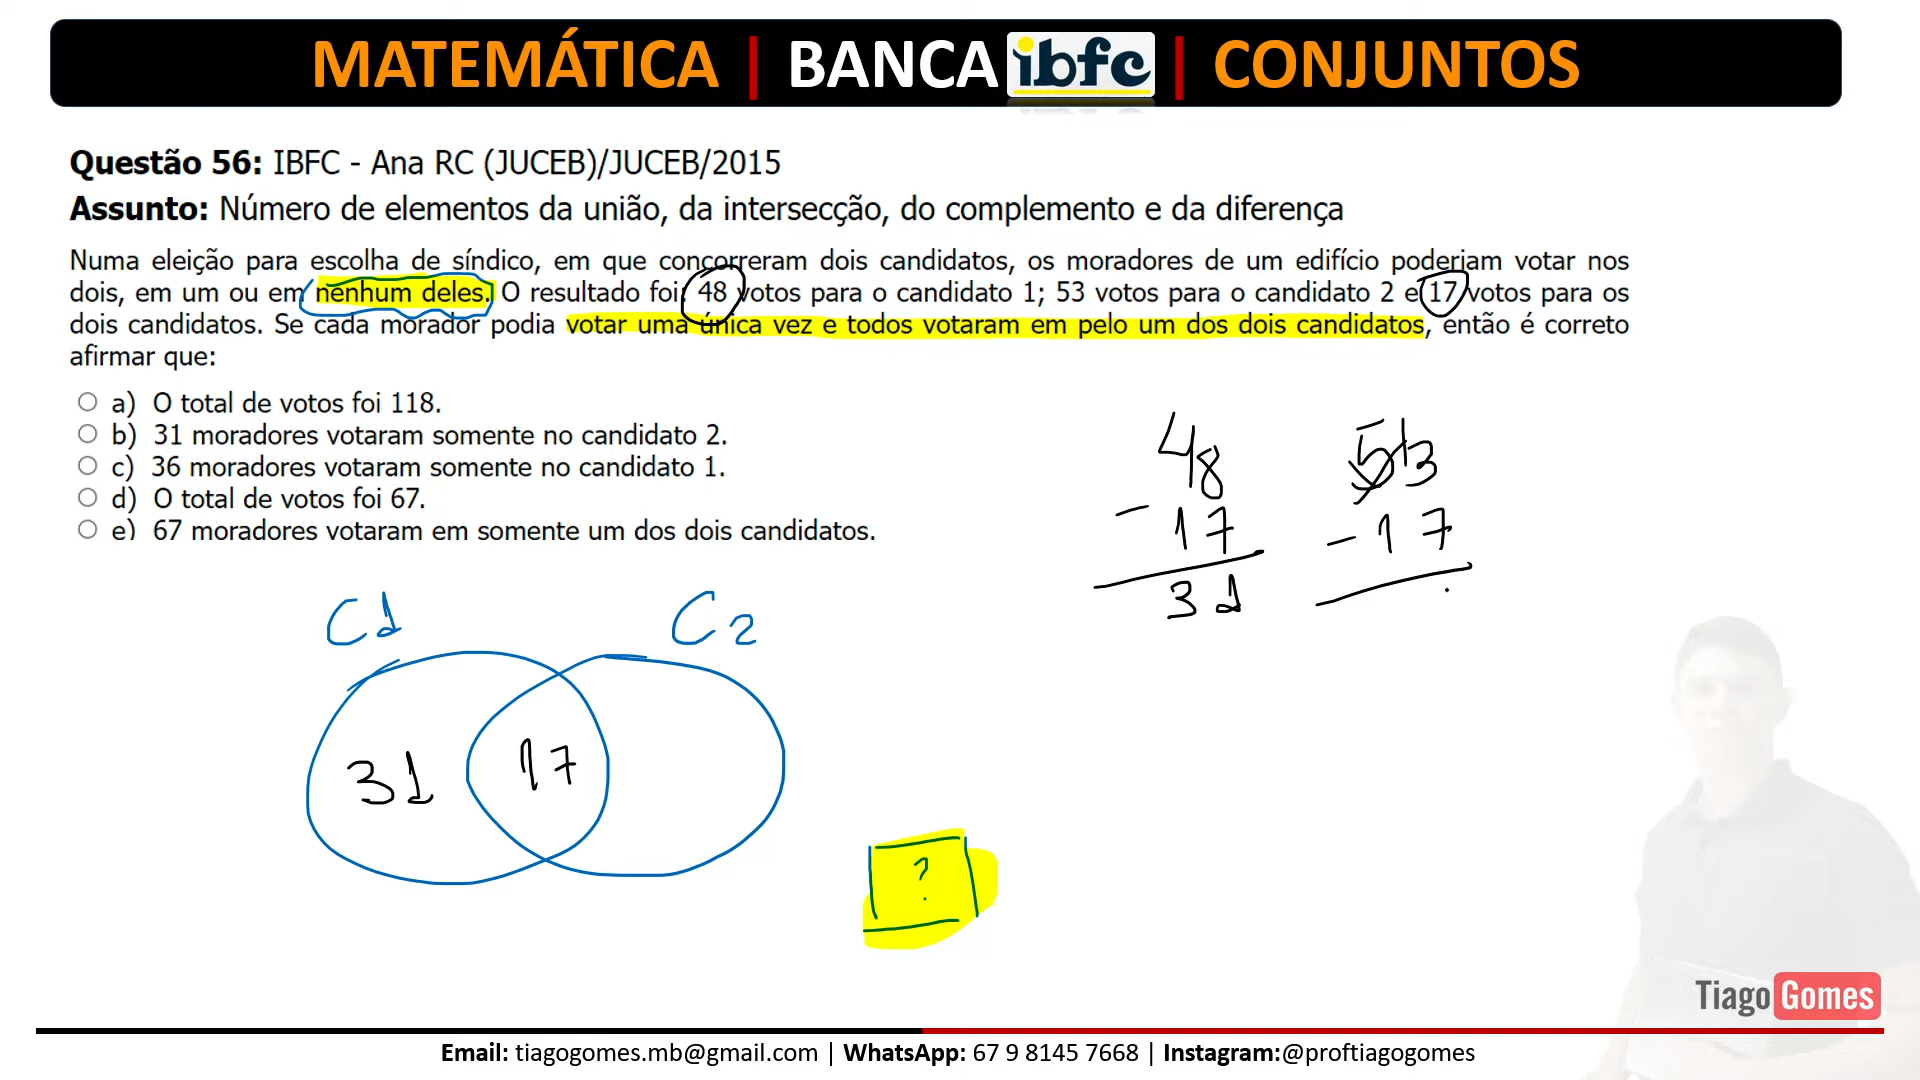 MATEMÁTICA | BANCA ibfc | CONJUNTOS
Questão 56: IBFC - Ana RC (JUCEB)/JUCEB/2015
Assunto: Número de elementos da união, da intersecção, do complemento e da diferença
Numa eleição para escolha de síndico, em que concorreram dois candidatos, os moradores de um edifício poderiam votar nos
dois, em um ou em nenhum deles. O resultado foi: 48 votos para o candidato 1; 53 votos para o candidato 2 e 17 votos para os
dois candidatos. Se cada morador podia votar uma única vez e todos votaram em pelo um dos dois candidatos, então é correto
afirmar que:
a) O total de votos foi 118.
b) 31 moradores votaram somente no candidato 2.
c) 36 moradores votaram somente no candidato 1.
d) O total de votos foi 67.
e) 67 moradores votaram em somente um dos dois candidatos.
48 513
- 17 - 17
31
C1 C2
31 17
?
Tiago Gomes
Email: tiagogomes.mb@gmail.com | WhatsApp: 67 9 8145 7668 | Instagram:@proftiagogomes